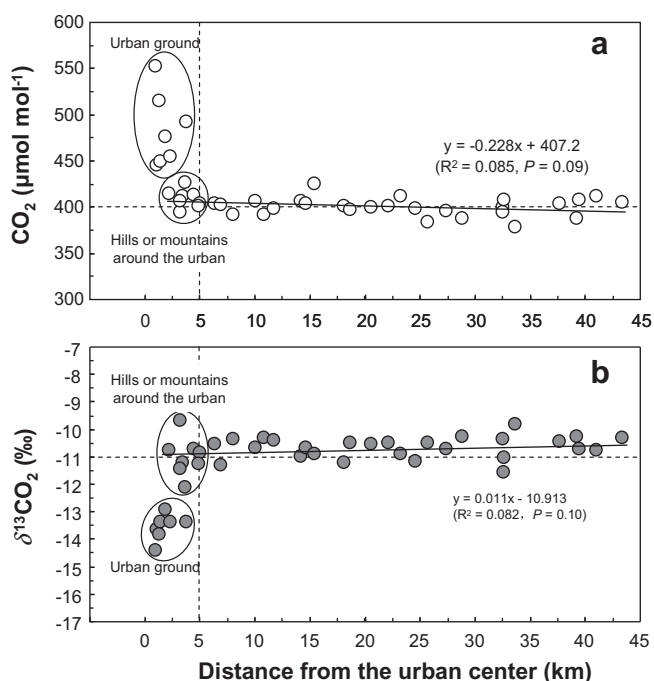 600
550
500
450
400
350
300
CO₂ (µmol mol⁻¹)
Urban ground
a
y = -0.228x + 407.2
(R² = 0.085, P = 0.09)
Hills or mountains
around the urban
0 5 10 15 20 25 30 35 40 45
-7
-8
-9
-10
-11
-12
-13
-14
-15
-16
-17
δ¹³CO₂ (‰)
Hills or mountains
around the urban
b
y = 0.011x - 10.913
(R² = 0.082, P = 0.10)
Urban ground
0 5 10 15 20 25 30 35 40 45
Distance from the urban center (km)